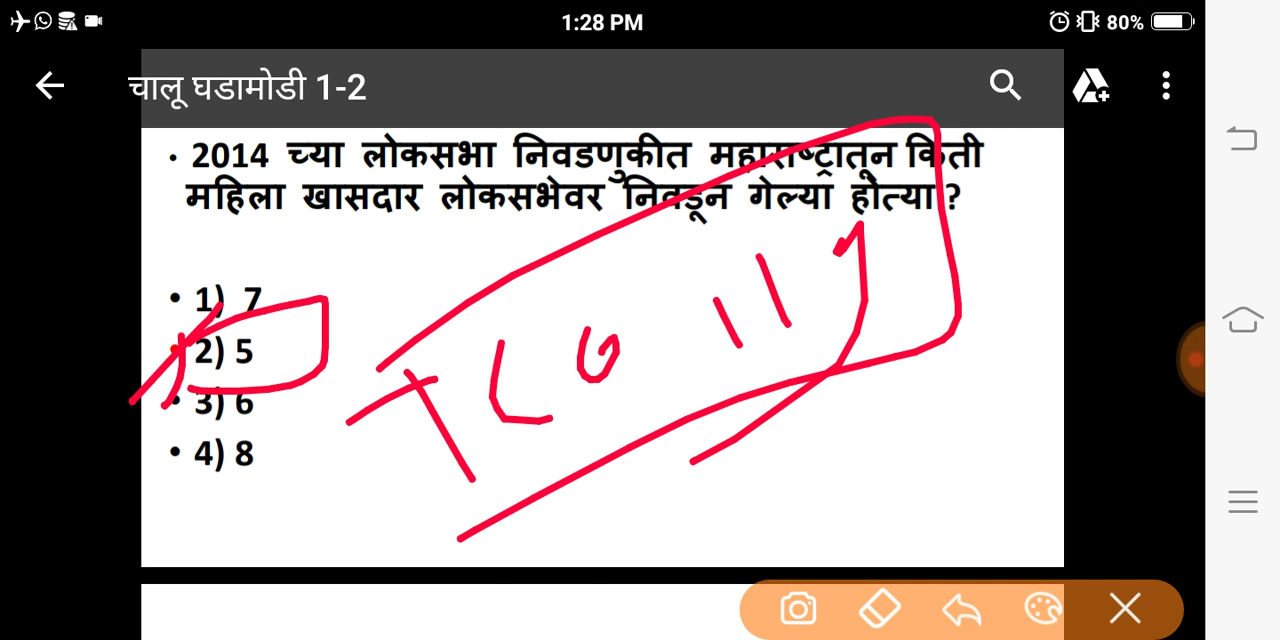 1:28 PM
80%
चालू घडामोडी 1-2
• 2014 च्या लोकसभा निवडणुकीत महाराष्ट्रातून किती
महिला खासदार लोकसभेवर निवडून गेल्या होत्या ?
• 1) 7
• 2) 5
• 3) 6
• 4) 8